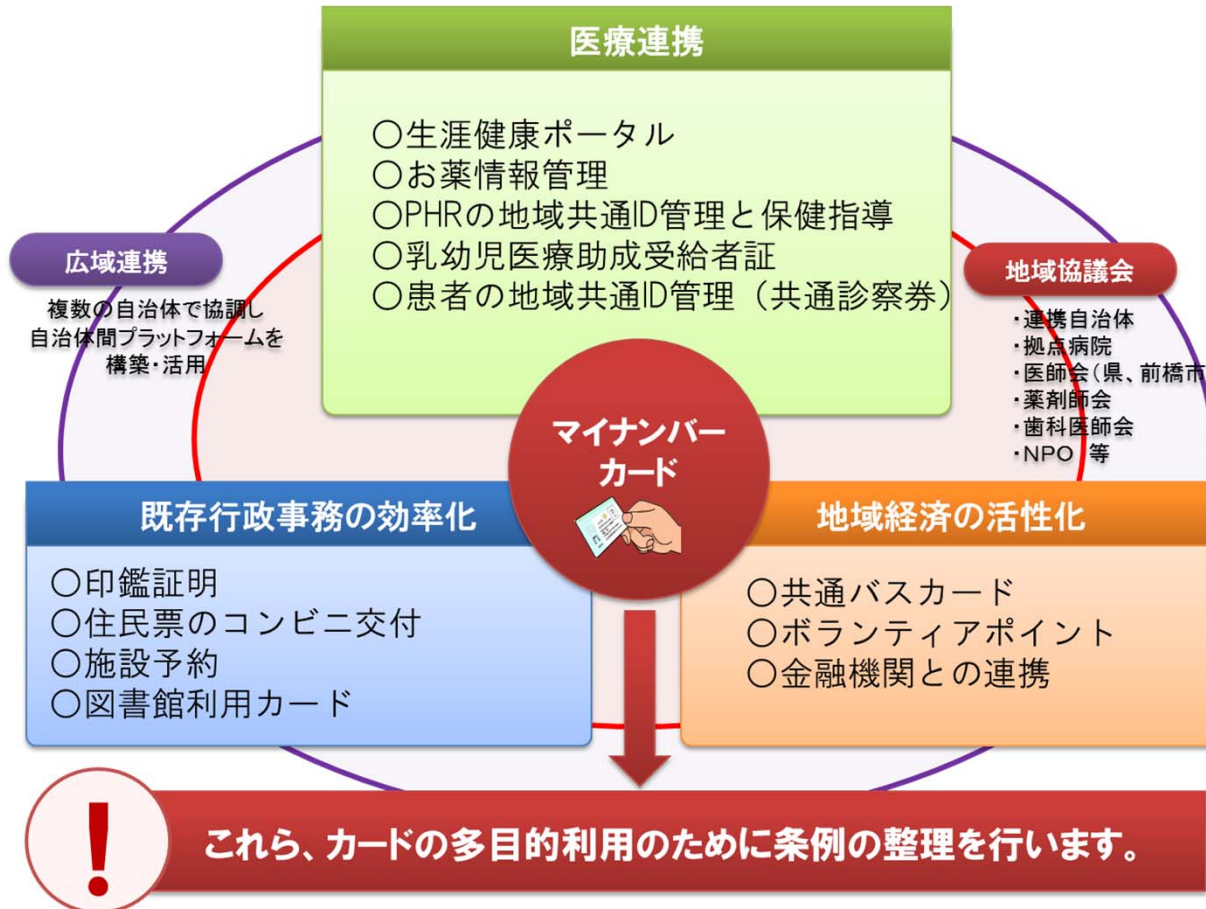 医療連携
○生涯健康ポータル
○お薬情報管理
○PHRの地域共通ID管理と保健指導
○乳幼児医療助成受給者証
○患者の地域共通ID管理（共通診察券）
広域連携
複数の自治体で協調し
自治体間プラットフォームを
構築・活用
地域協議会
・連携自治体
・拠点病院
・医師会（県、前橋市
・薬剤師会
・歯科医師会
・NPO 等
マイナンバー
カード
既存行政事務の効率化
○印鑑証明
○住民票のコンビニ交付
○施設予約
○図書館利用カード
地域経済の活性化
○共通バスカード
○ボランティアポイント
○金融機関との連携
!
これら、カードの多目的利用のために条例の整理を行います。